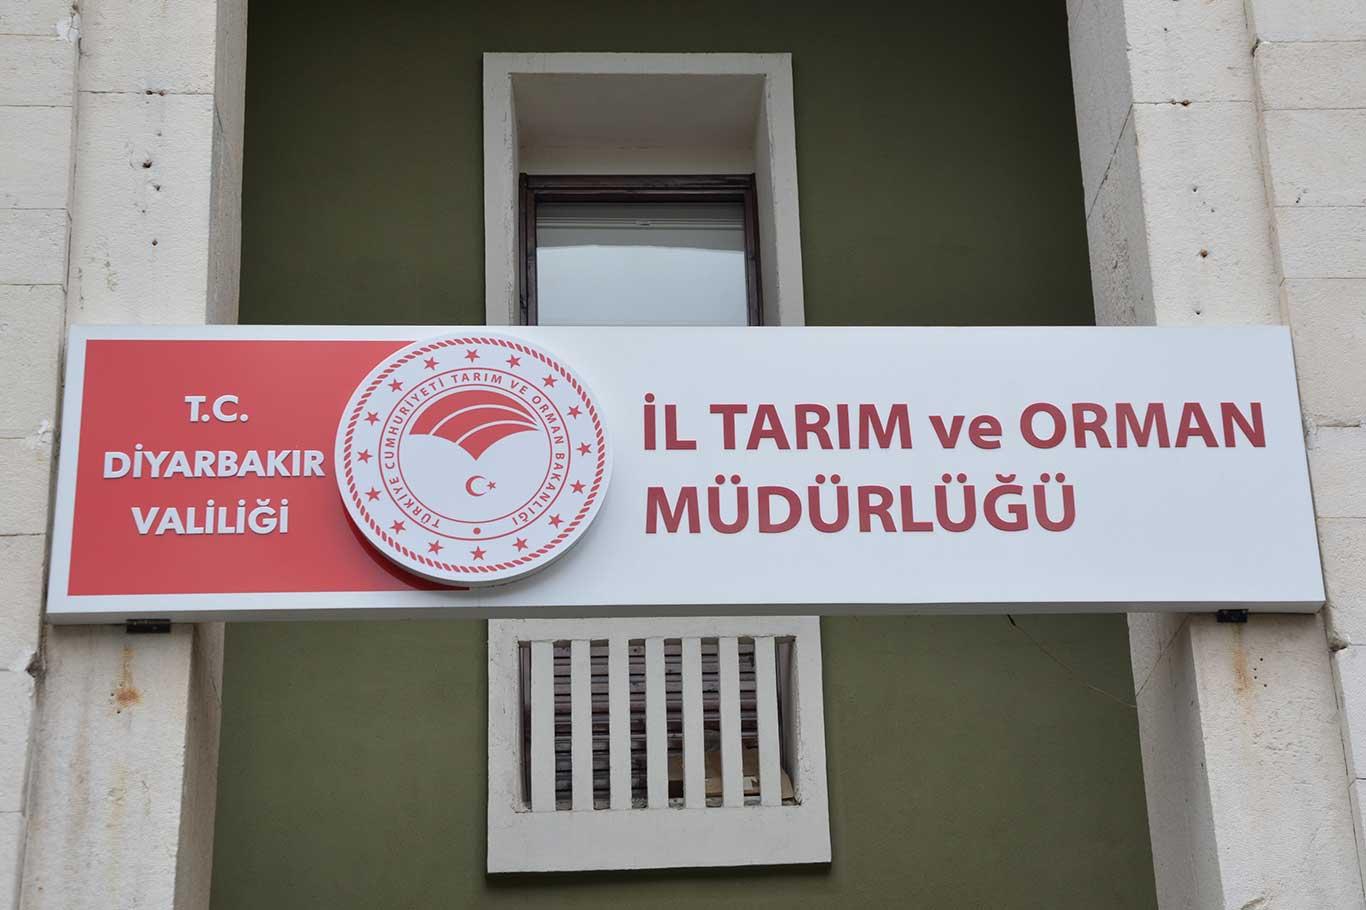 T.C.
DİYARBAKIR
VALİLİĞİ
TÜRKİYE CUMHURİYETİ TARIM VE ORMAN BAKANLIĞI
İL TARIM ve ORMAN
MÜDÜRLÜĞÜ